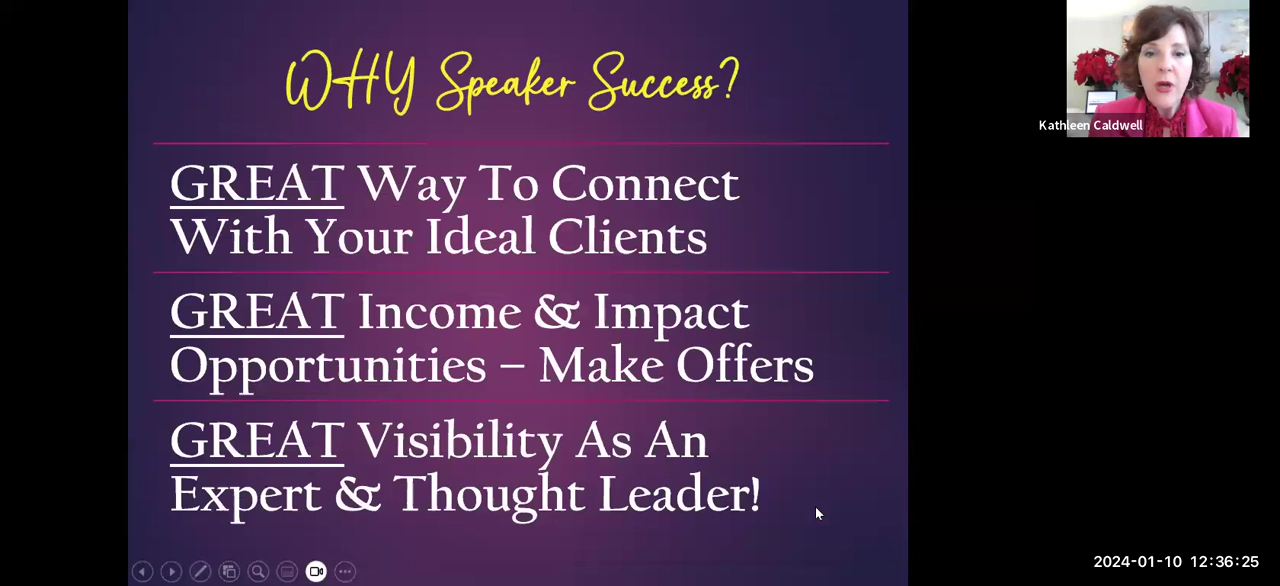 WHY Speaker Success?
GREAT Way To Connect
With Your Ideal Clients
GREAT Income & Impact
Opportunities – Make Offers
GREAT Visibility As An
Expert & Thought Leader!
Kathleen Caldwell
2024-01-10 12:36:25